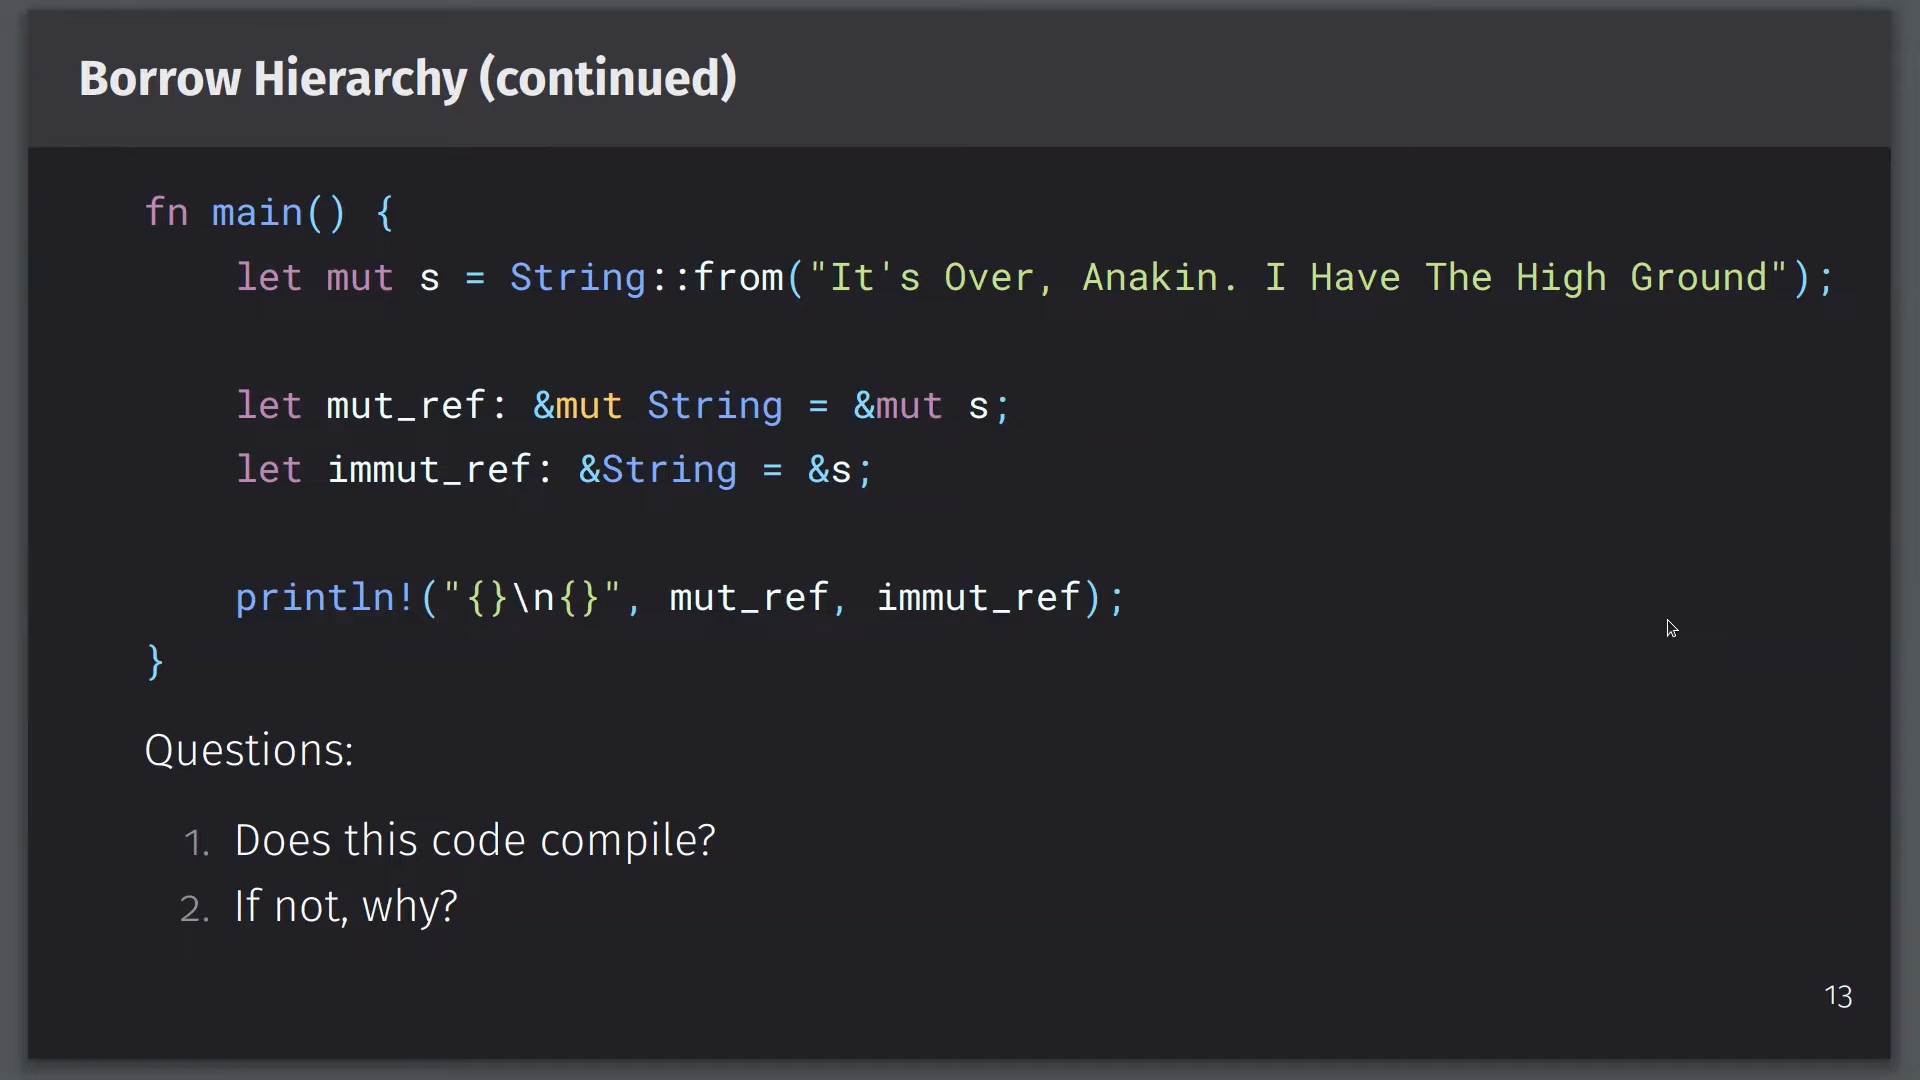 Borrow Hierarchy (continued)
fn main() {
    let mut s = String::from("It's Over, Anakin. I Have The High Ground");
    let mut_ref: &mut String = &mut s;
    let immut_ref: &String = &s;
    println!("{}\n{}", mut_ref, immut_ref);
}
Questions:
1. Does this code compile?
2. If not, why?
13